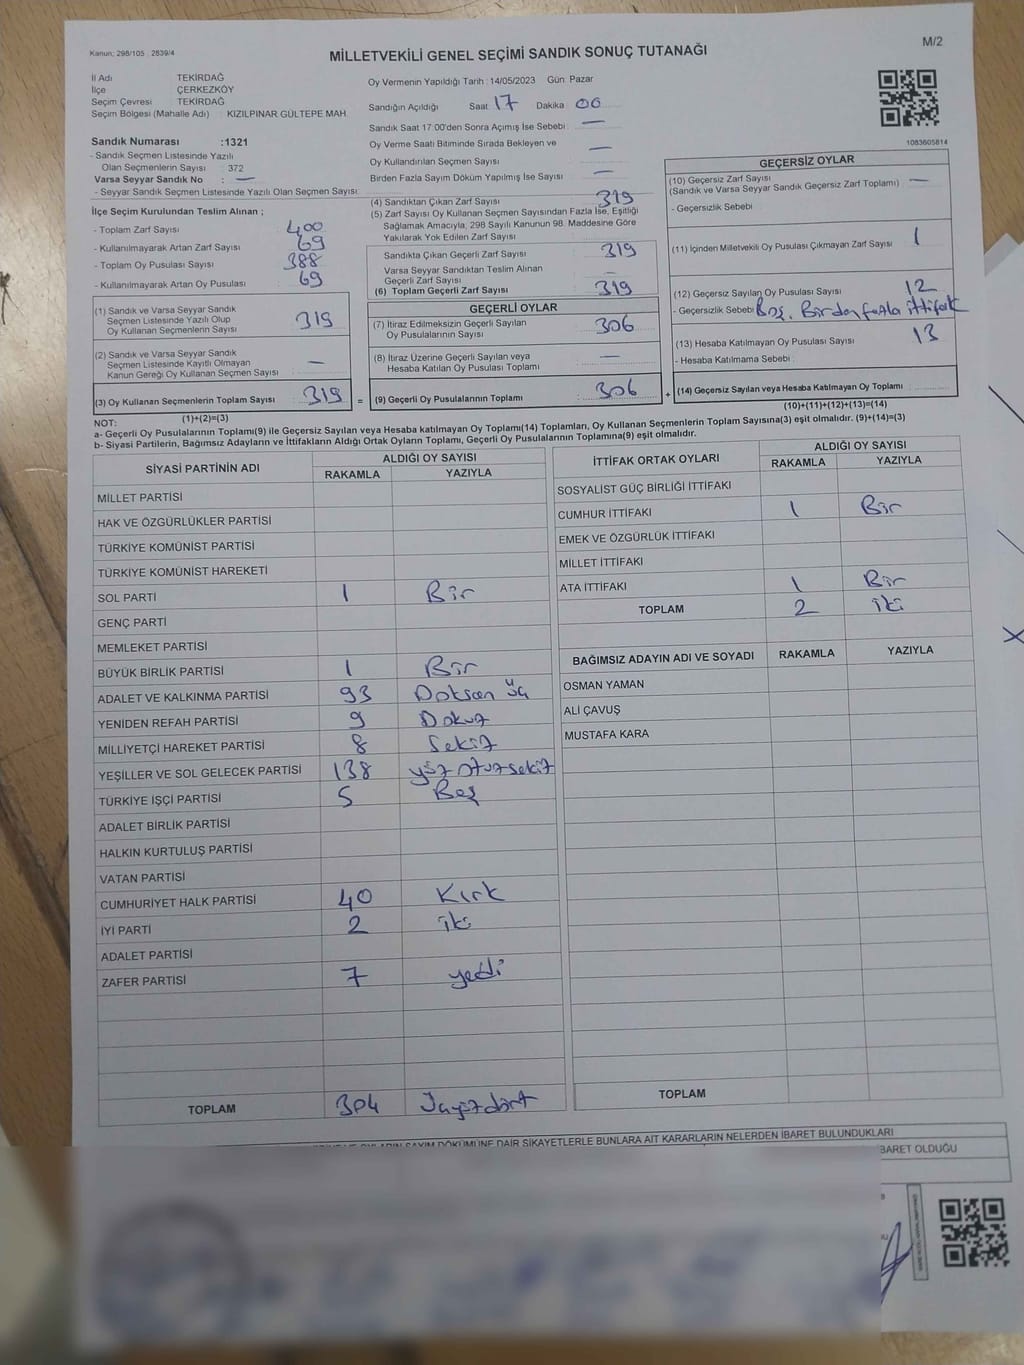 Kanun: 298/105 , 2839/4
MİLLETVEKİLİ GENEL SEÇİMİ SANDIK SONUÇ TUTANAĞI
M/2
İl Adı TEKİRDAĞ
İlçe ÇERKEZKÖY
Seçim Çevresi TEKİRDAĞ
Seçim Bölgesi (Mahalle Adı) : KIZILPINAR GÜLTEPE MAH.
Sandık Numarası :1321
- Sandık Seçmen Listesinde Yazılı
Olan Seçmenlerin Sayısı 372
Varsa Seyyar Sandık No : —
- Seyyar Sandık Seçmen Listesinde Yazılı Olan Seçmen Sayısı:
İlçe Seçim Kurulundan Teslim Alınan ;
- Toplam Zarf Sayısı 400
- Kullanılmayarak Artan Zarf Sayısı 69
- Toplam Oy Pusulası Sayısı 388
- Kullanılmayarak Artan Oy Pusulası 69
(1) Sandık ve Varsa Seyyar Sandık
Seçmen Listesinde Yazılı Olup
Oy Kullanan Seçmenlerin Sayısı 319
(2) Sandık ve Varsa Seyyar Sandık
Seçmen Listesinde Kayıtlı Olmayan
Kanun Gereği Oy Kullanan Seçmen Sayısı : —
(3) Oy Kullanan Seçmenlerin Toplam Sayısı : 319 =
(1)+(2)=(3)
Oy Vermenin Yapıldığı Tarih : 14/05/2023 Gün: Pazar
Sandığın Açıldığı Saat 17 Dakika 00
Sandık Saat 17:00'den Sonra Açımış İse Sebebi : —
Oy Verme Saati Bitiminde Sırada Bekleyen ve
Oy Kullandırılan Seçmen Sayısı : —
Birden Fazla Sayım Döküm Yapılmış İse Sayısı : —
(4) Sandıktan Çıkan Zarf Sayısı 319
(5) Zarf Sayısı Oy Kullanan Seçmen Sayısından Fazla İse, Eşitliği
Sağlamak Amacıyla, 298 Sayılı Kanunun 98. Maddesine Göre
Yakılarak Yok Edilen Zarf Sayısı :
Sandıkta Çıkan Geçerli Zarf Sayısı 319
Varsa Seyyar Sandıktan Teslim Alınan
Geçerli Zarf Sayısı —
(6) Toplam Geçerli Zarf Sayısı 319
GEÇERLİ OYLAR
(7) İtiraz Edilmeksizin Geçerli Sayılan
Oy Pusulalarının Sayısı : 306
(8) İtiraz Üzerine Geçerli Sayılan veya
Hesaba Katılan Oy Pusulası Toplamı : —
(9) Geçerli Oy Pusulalarının Toplamı : 306 +
1083605814
GEÇERSİZ OYLAR
(10) Geçersiz Zarf Sayısı
(Sandık ve Varsa Seyyar Sandık Geçersiz Zarf Toplamı) —
- Geçersizlik Sebebi
(11) İçinden Milletvekili Oy Pusulası Çıkmayan Zarf Sayısı 1
(12) Geçersiz Sayılan Oy Pusulası Sayısı 12
- Geçersizlik Sebebi Boş, Birden fazla ittifak
(13) Hesaba Katılmayan Oy Pusulası Sayısı 13
- Hesaba Katılmama Sebebi :
(14) Geçersiz Sayılan veya Hesaba Katılmayan Oy Toplamı :
(10)+(11)+(12)+(13)=(14)
NOT:
a- Geçerli Oy Pusulalarının Toplamı(9) ile Geçersiz Sayılan veya Hesaba katılmayan Oy Toplamı(14) Toplamları, Oy Kullanan Seçmenlerin Toplam Sayısına(3) eşit olmalıdır. (9)+(14)=(3)
b- Siyasi Partilerin, Bağımsız Adayların ve İttifakların Aldığı Ortak Oyların Toplamı, Geçerli Oy Pusulalarının Toplamına(9) eşit olmalıdır.
SİYASİ PARTİNİN ADI ALDIĞI OY SAYISI
RAKAMLA YAZIYLA
MİLLET PARTİSİ
HAK VE ÖZGÜRLÜKLER PARTİSİ
TÜRKİYE KOMÜNİST PARTİSİ
TÜRKİYE KOMÜNİST HAREKETİ
SOL PARTİ 1 Bir
GENÇ PARTİ
MEMLEKET PARTİSİ
BÜYÜK BİRLİK PARTİSİ 1 Bir
ADALET VE KALKINMA PARTİSİ 93 Doksan üç
YENİDEN REFAH PARTİSİ 9 Dokuz
MİLLİYETÇİ HAREKET PARTİSİ 8 Sekiz
YEŞİLLER VE SOL GELECEK PARTİSİ 138 yüz otuz sekiz
TÜRKİYE İŞÇİ PARTİSİ 5 Beş
ADALET BİRLİK PARTİSİ
HALKIN KURTULUŞ PARTİSİ
VATAN PARTİSİ
CUMHURİYET HALK PARTİSİ 40 Kırk
İYİ PARTİ 2 iki
ADALET PARTİSİ
ZAFER PARTİSİ 7 yedi
TOPLAM 304
İTTİFAK ORTAK OYLARI ALDIĞI OY SAYISI
RAKAMLA YAZIYLA
SOSYALİST GÜÇ BİRLİĞİ İTTİFAKI
CUMHUR İTTİFAKI 1 Bir
EMEK VE ÖZGÜRLÜK İTTİFAKI
MİLLET İTTİFAKI
ATA İTTİFAKI 1 Bir
TOPLAM 2 iki
BAĞIMSIZ ADAYIN ADI VE SOYADI RAKAMLA YAZIYLA
OSMAN YAMAN
ALİ ÇAVUŞ
MUSTAFA KARA
TOPLAM
OYLARIN SAYIM DÖKÜMÜNE DAİR ŞİKAYETLERLE BUNLARA AİT KARARLARIN NELERDEN İBARET BULUNDUKLARI
İBARET OLDUĞU